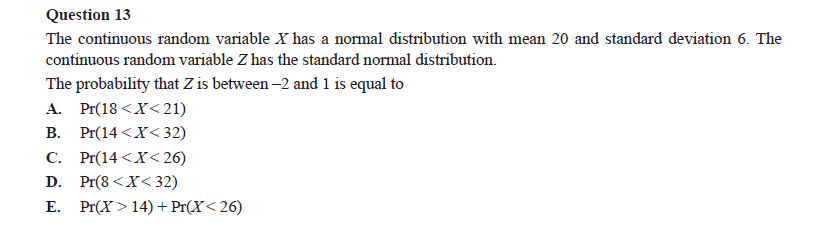 Question 13
The continuous random variable X has a normal distribution with mean 20 and standard deviation 6. The
continuous random variable Z has the standard normal distribution.
The probability that Z is between –2 and 1 is equal to
A. Pr(18 < X < 21)
B. Pr(14 < X < 32)
C. Pr(14 < X < 26)
D. Pr(8 < X < 32)
E. Pr(X > 14) + Pr(X < 26)